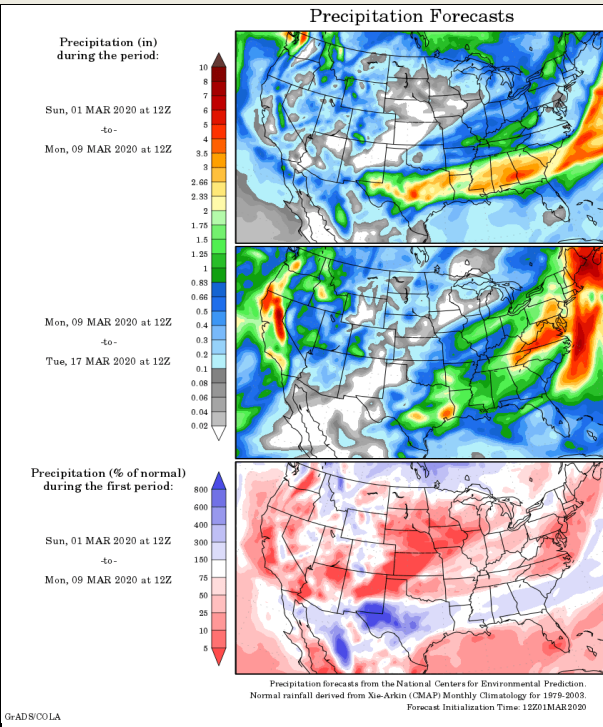 Precipitation Forecasts
Precipitation (in)
during the period:
Sun, 01 MAR 2020 at 12Z
-to-
Mon, 09 MAR 2020 at 12Z
10
8
7
6
5
4
3.5
3
2.66
2.33
2
1.75
1.5
1.25
1
0.83
0.66
0.5
0.4
0.3
0.2
0.1
0.08
0.06
0.04
0.02
Mon, 09 MAR 2020 at 12Z
-to-
Tue, 17 MAR 2020 at 12Z
Precipitation (% of normal)
during the first period:
Sun, 01 MAR 2020 at 12Z
-to-
Mon, 09 MAR 2020 at 12Z
800
600
400
300
150
75
50
25
10
5
Precipitation forecasts from the National Centers for Environmental Prediction.
Normal rainfall derived from Xie-Arkin (CMAP) Monthly Climatology for 1979-2003.
Forecast Initialization Time: 12Z01MAR2020
GrADS/COLA